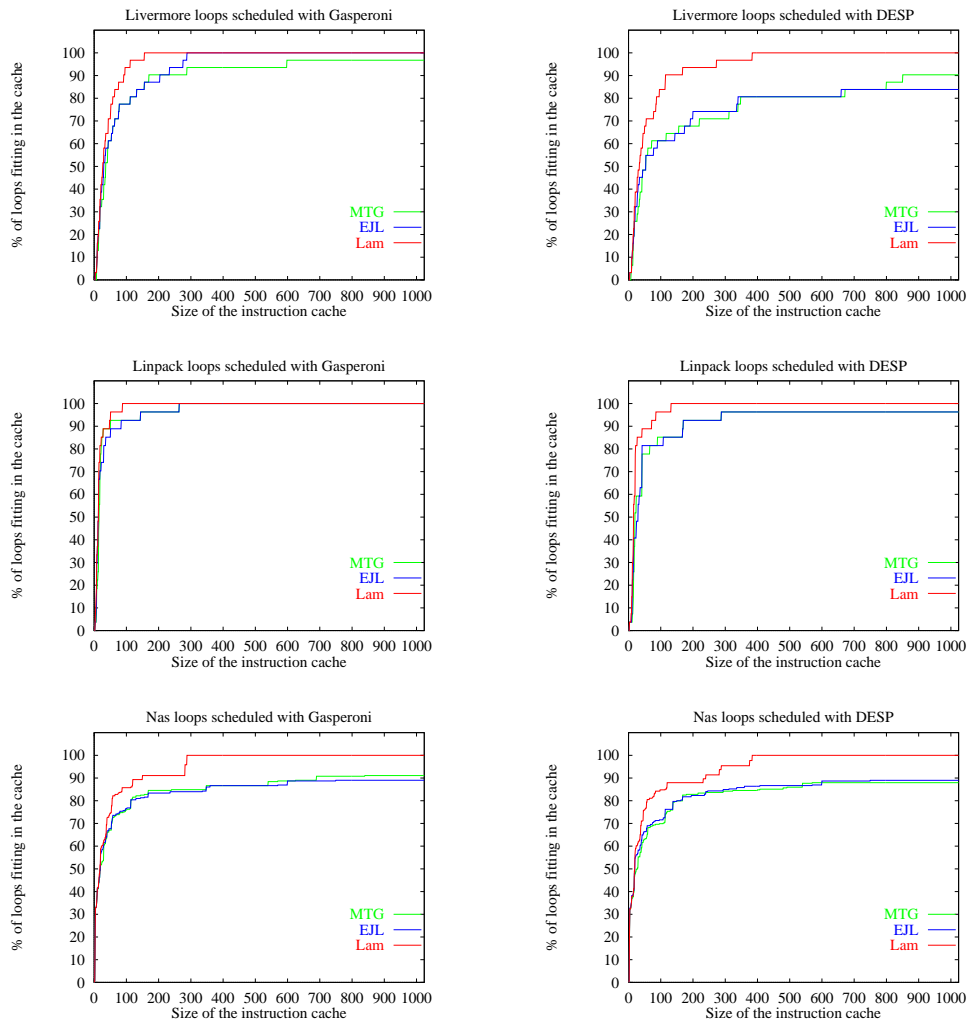 Livermore loops scheduled with Gasperoni
% of loops fitting in the cache
100
90
80
70
60
50
40
30
20
10
0
MTG
EJL
Lam
0 100 200 300 400 500 600 700 800 900 1000
Size of the instruction cache
Livermore loops scheduled with DESP
% of loops fitting in the cache
100
90
80
70
60
50
40
30
20
10
0
MTG
EJL
Lam
0 100 200 300 400 500 600 700 800 900 1000
Size of the instruction cache
Linpack loops scheduled with Gasperoni
% of loops fitting in the cache
100
90
80
70
60
50
40
30
20
10
0
MTG
EJL
Lam
0 100 200 300 400 500 600 700 800 900 1000
Size of the instruction cache
Linpack loops scheduled with DESP
% of loops fitting in the cache
100
90
80
70
60
50
40
30
20
10
0
MTG
EJL
Lam
0 100 200 300 400 500 600 700 800 900 1000
Size of the instruction cache
Nas loops scheduled with Gasperoni
% of loops fitting in the cache
100
90
80
70
60
50
40
30
20
10
0
MTG
EJL
Lam
0 100 200 300 400 500 600 700 800 900 1000
Size of the instruction cache
Nas loops scheduled with DESP
% of loops fitting in the cache
100
90
80
70
60
50
40
30
20
10
0
MTG
EJL
Lam
0 100 200 300 400 500 600 700 800 900 1000
Size of the instruction cache